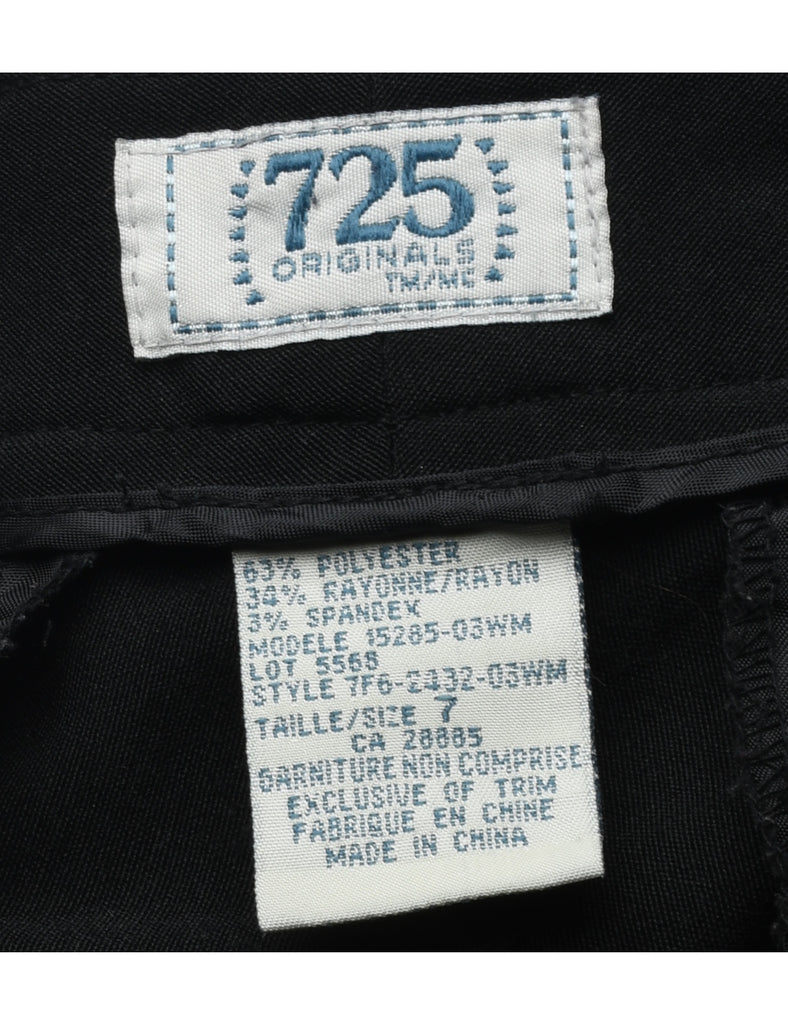 725
ORIGINALS
TM/MC
63% POLYESTER
34% RAYONNE/RAYON
3% SPANDEX
MODELE 15285-03WM
LOT 5568
STYLE 7F6-2432-03WM
TAILLE/SIZE 7
CA 28885
GARNITURE NON COMPRISE
EXCLUSIVE OF TRIM
FABRIQUE EN CHINE
MADE IN CHINA